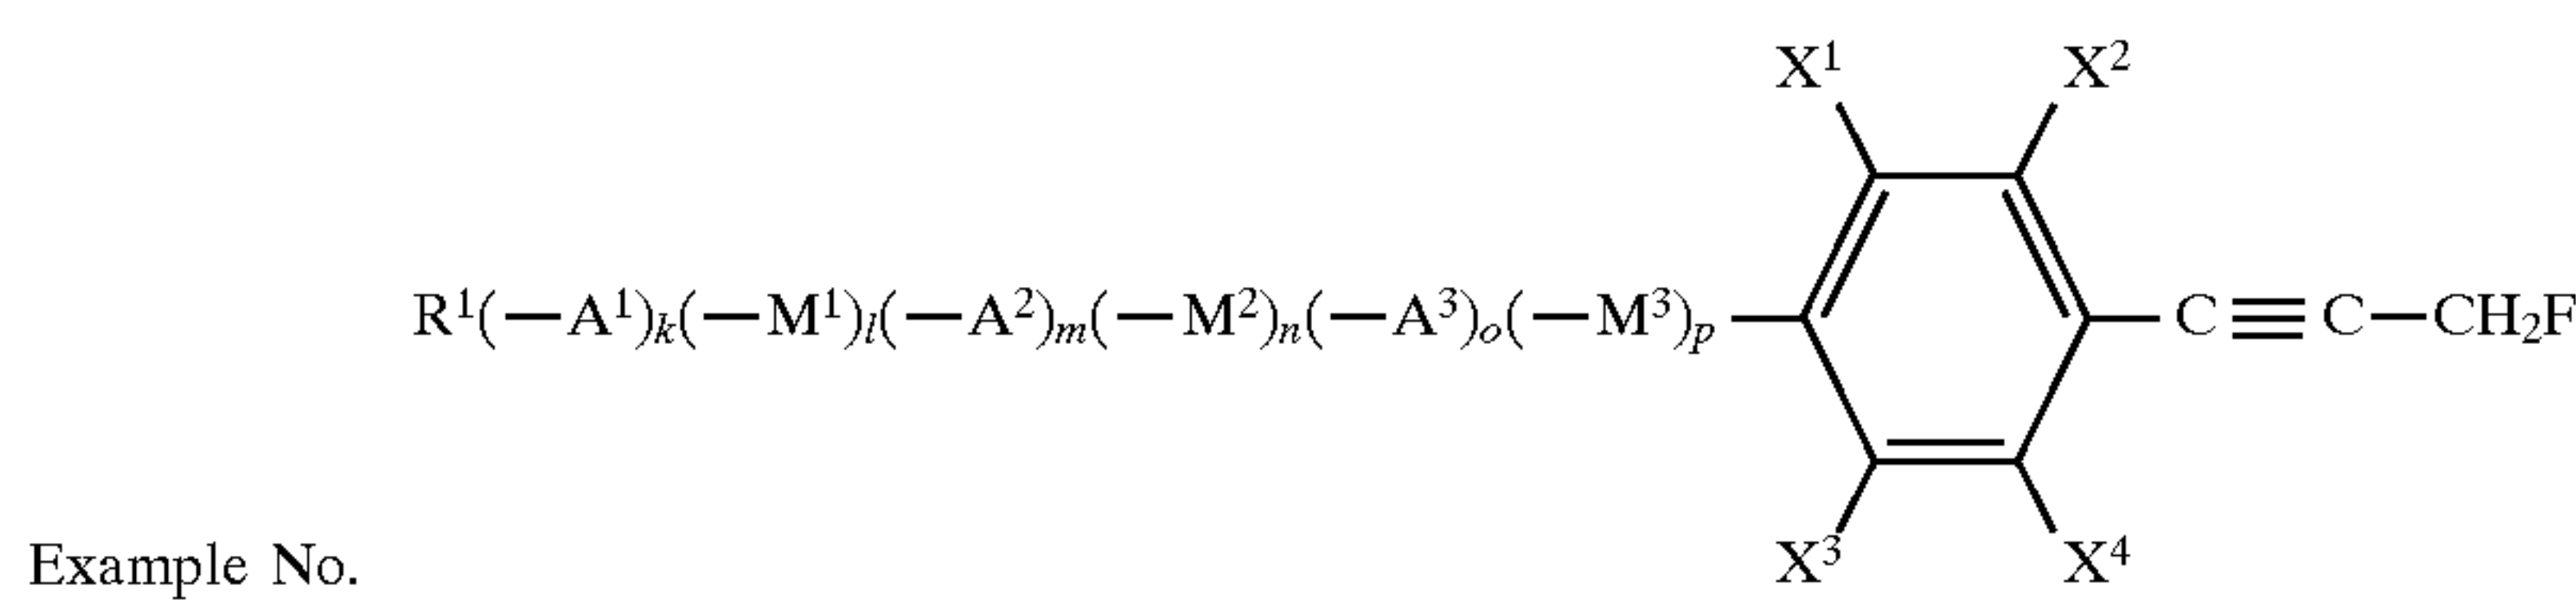 X¹ X²
R¹(—A¹)ₖ(—M¹)ₗ(—A²)ₘ(—M²)ₙ(—A³)ₒ(—M³)ₚ— —C≡C—CH₂F
Example No. X³ X⁴